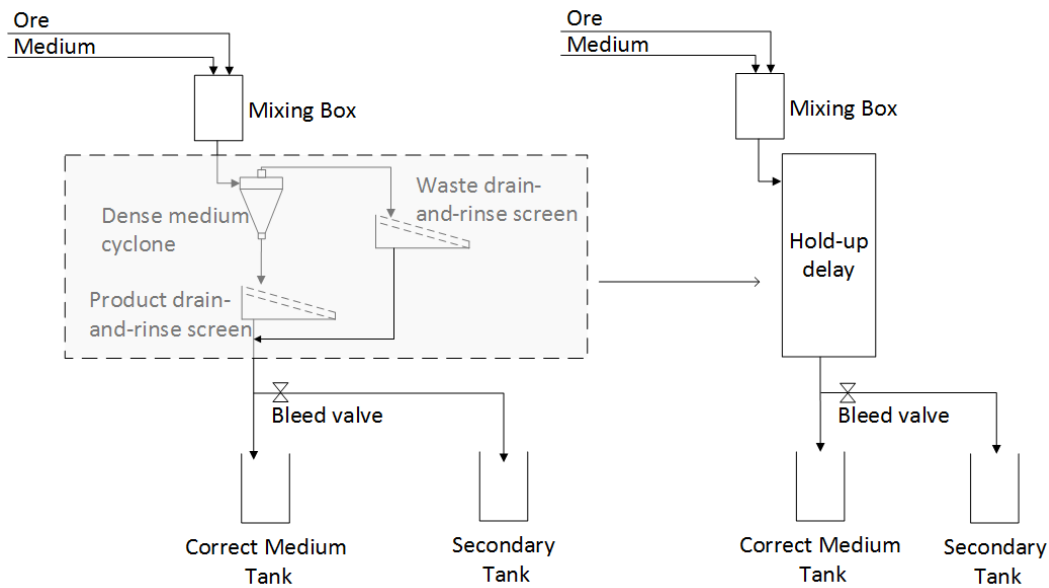 Ore
Medium
Mixing Box
Dense medium
cyclone
Waste drain-
and-rinse screen
Product drain-
and-rinse screen
Bleed valve
Correct Medium
Tank
Secondary
Tank
Ore
Medium
Mixing Box
Hold-up
delay
Bleed valve
Correct Medium
Tank
Secondary
Tank